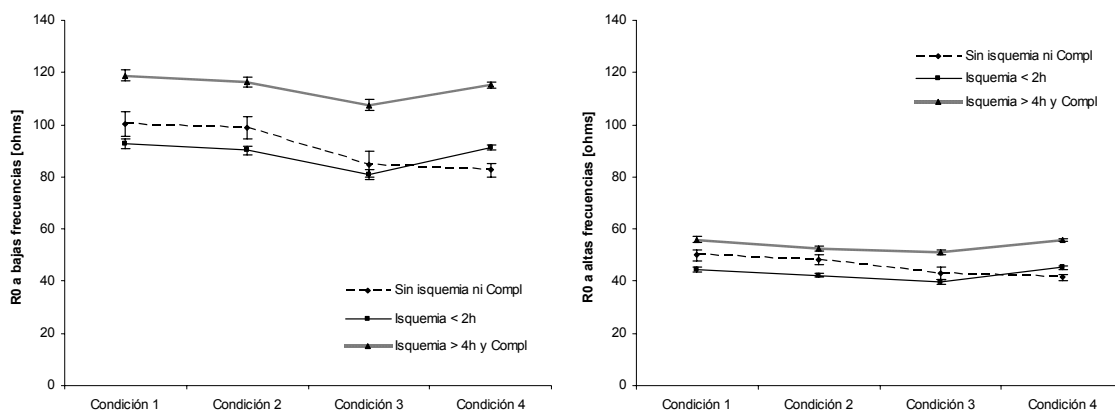 R0 a bajas frecuencias [ohms]
140
120
100
80
60
40
20
0
Sin isquemia ni Compl
Isquemia < 2h
Isquemia > 4h y Compl
Condición 1 Condición 2 Condición 3 Condición 4
R0 a altas frecuencias [ohms]
140
120
100
80
60
40
20
0
Sin isquemia ni Compl
Isquemia < 2h
Isquemia > 4h y Compl
Condición 1 Condición 2 Condición 3 Condición 4